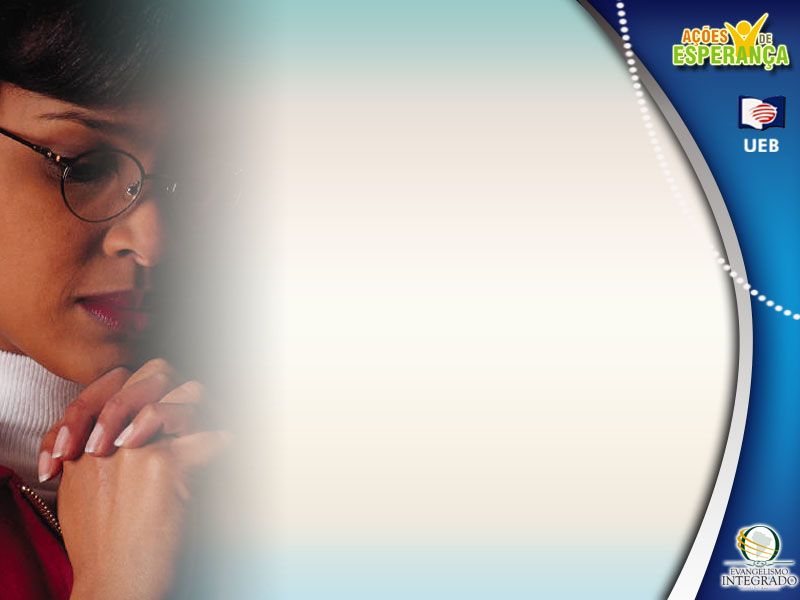 AÇÕES DE
ESPERANÇA
UEB
EVANGELISMO
INTEGRADO